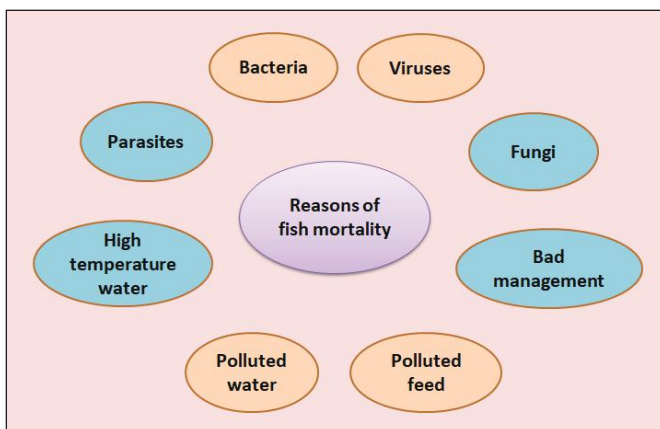 Bacteria
Viruses
Parasites
Fungi
Reasons of
fish mortality
High
temperature
water
Bad
management
Polluted
water
Polluted
feed